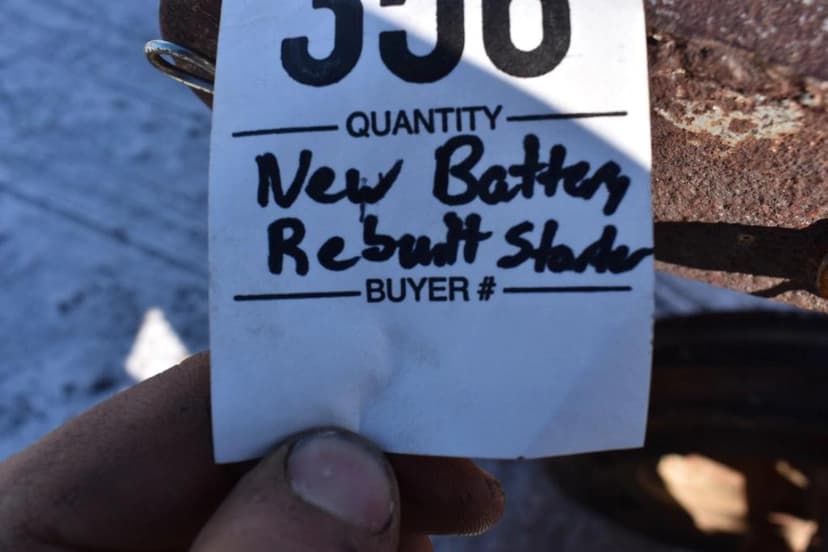 QUANTITY
New Battery
Rebuilt Starter
BUYER #